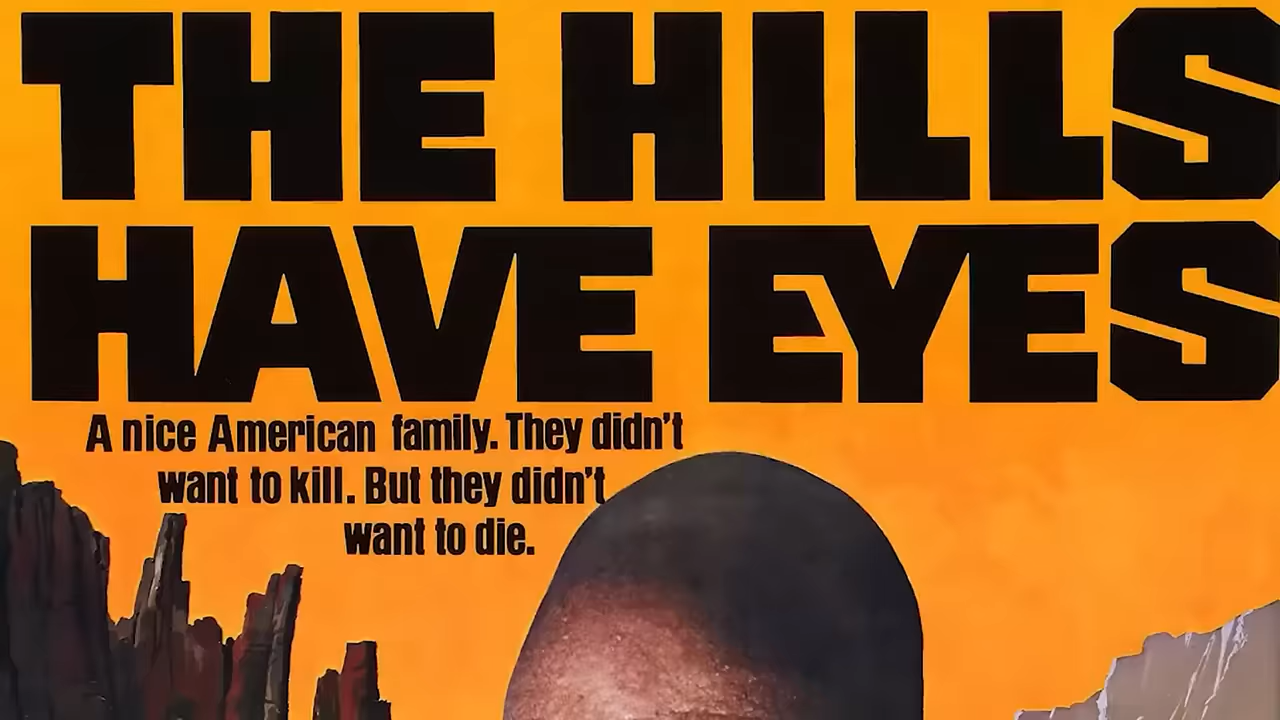 THE HILLS
HAVE EYES
A nice American family. They didn't
want to kill. But they didn't
want to die.